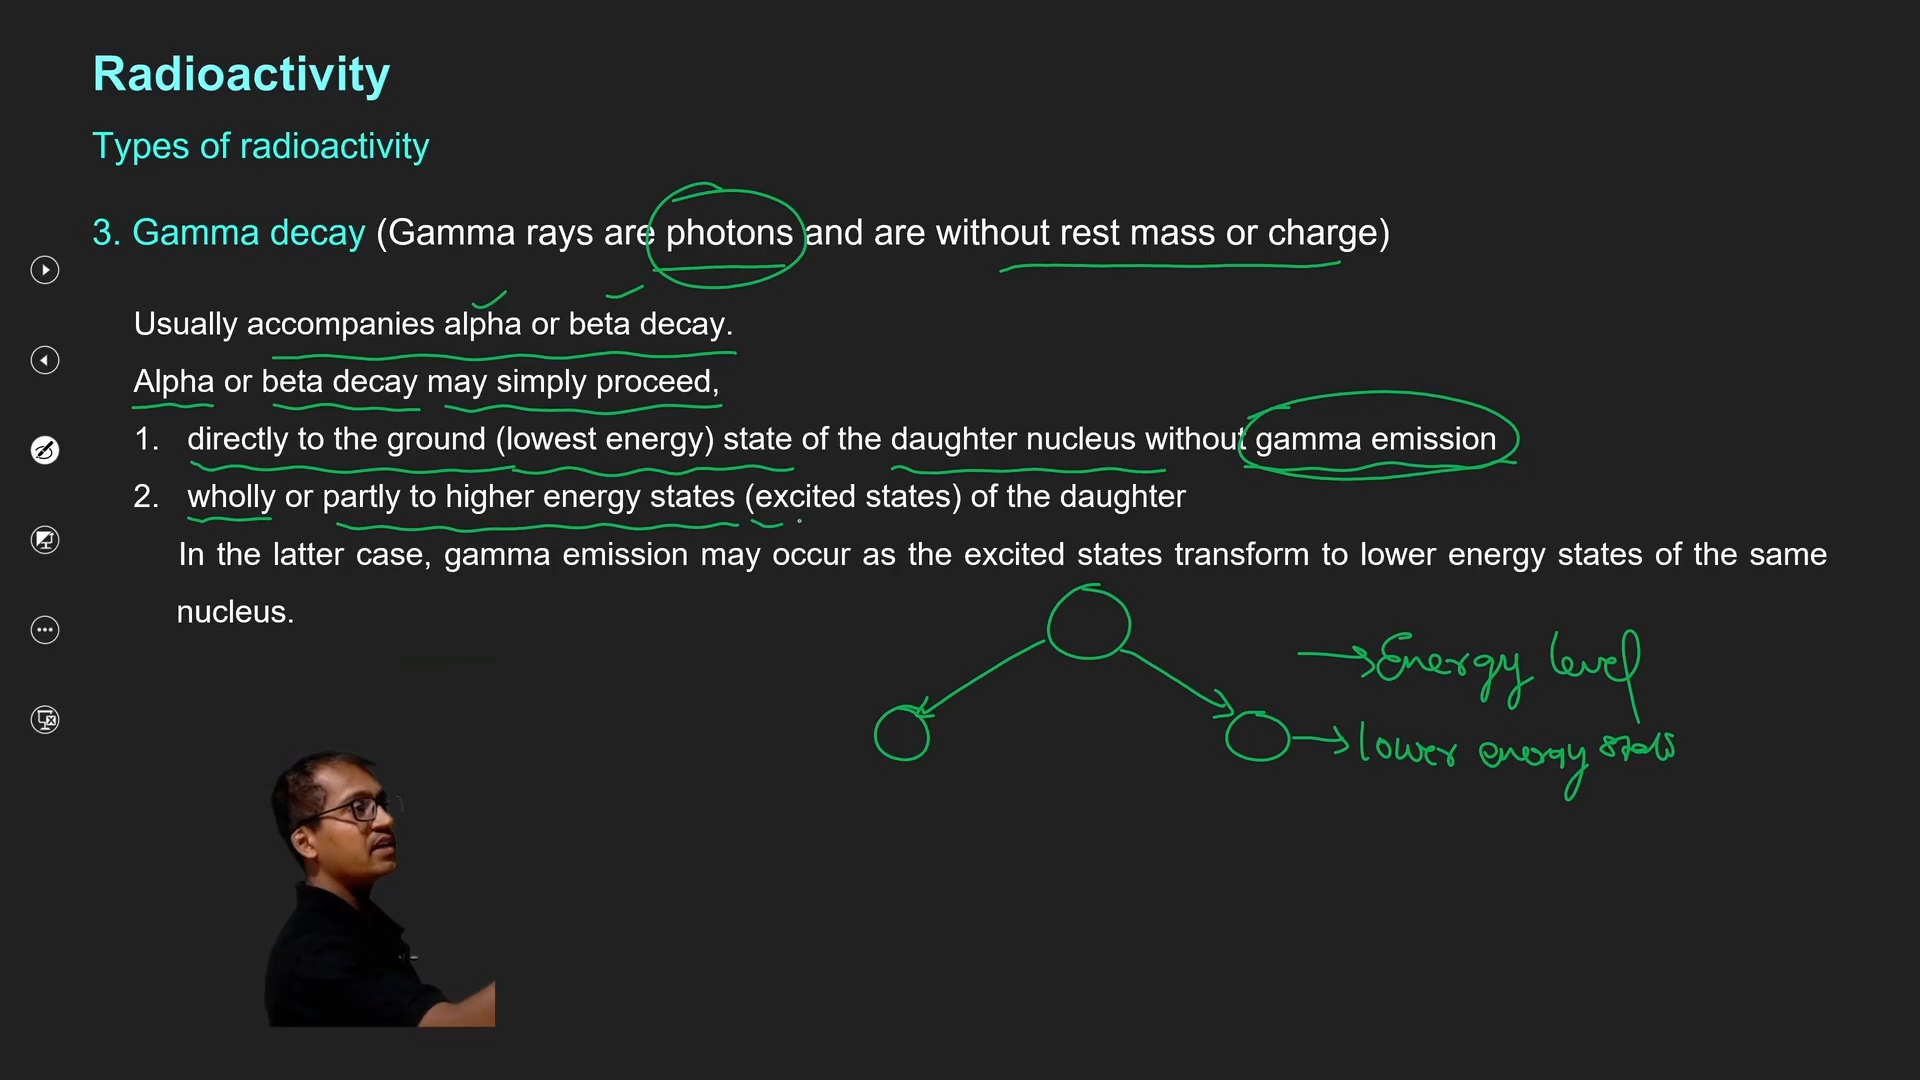 Radioactivity
Types of radioactivity
3. Gamma decay (Gamma rays are photons and are without rest mass or charge)
Usually accompanies alpha or beta decay.
Alpha or beta decay may simply proceed,
1. directly to the ground (lowest energy) state of the daughter nucleus without gamma emission
2. wholly or partly to higher energy states (excited states) of the daughter
In the latter case, gamma emission may occur as the excited states transform to lower energy states of the same
nucleus.
Energy level
lower energy